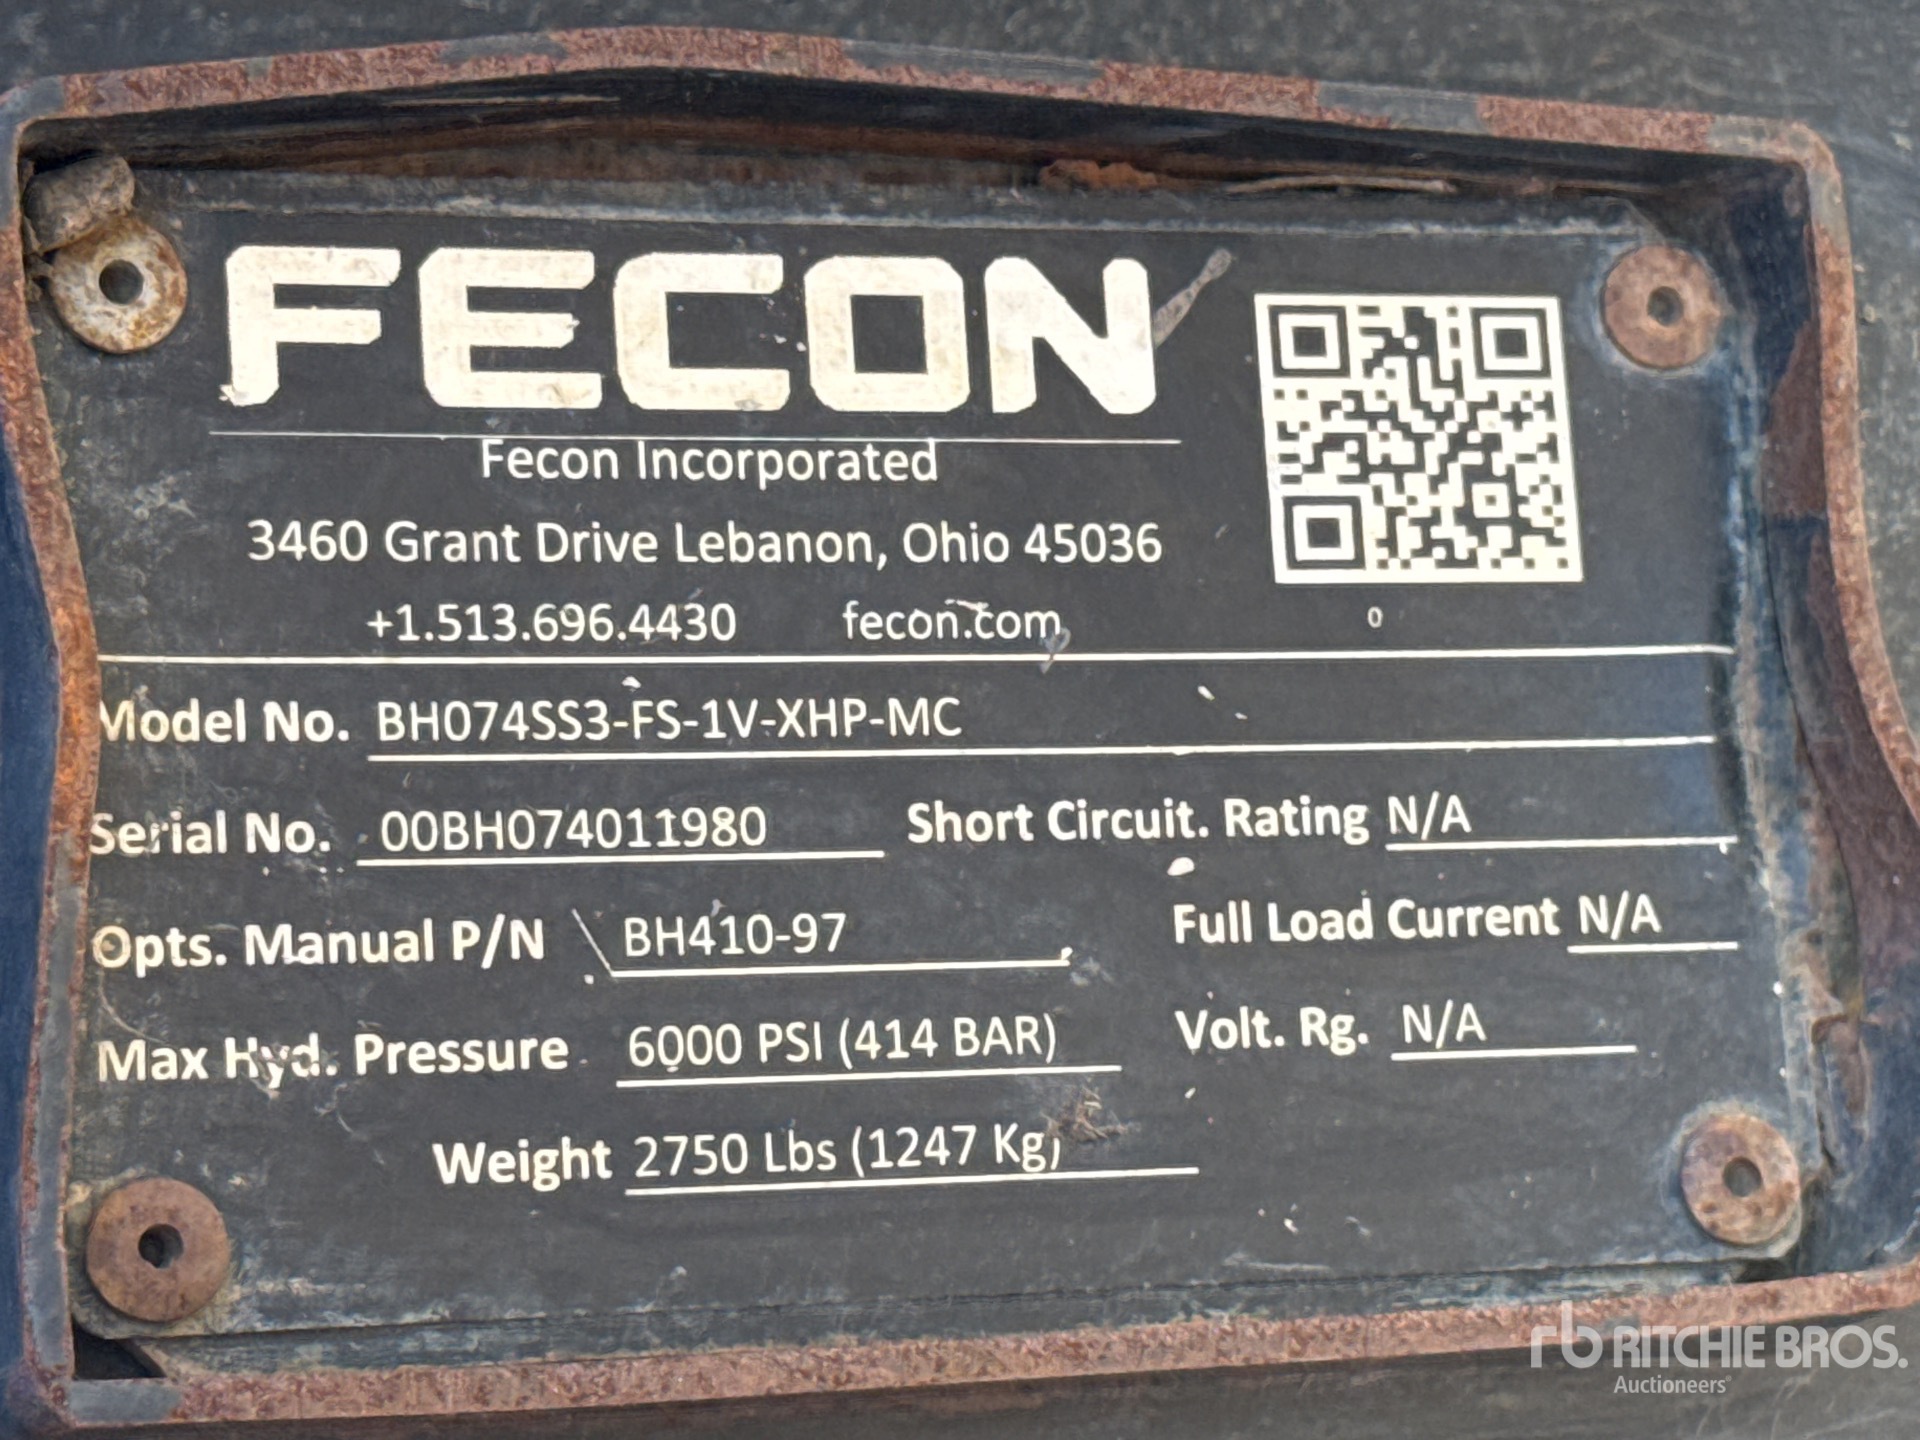 FECON
Fecon Incorporated
3460 Grant Drive Lebanon, Ohio 45036
+1.513.696.4430 fecon.com
0
Model No. BH074SS3-FS-1V-XHP-MC
Serial No. 00BH074011980 Short Circuit. Rating N/A
Opts. Manual P/N BH410-97 Full Load Current N/A
Max Hyd. Pressure 6000 PSI (414 BAR) Volt. Rg. N/A
Weight 2750 Lbs (1247 Kg)
rb RITCHIE BROS.
Auctioneers